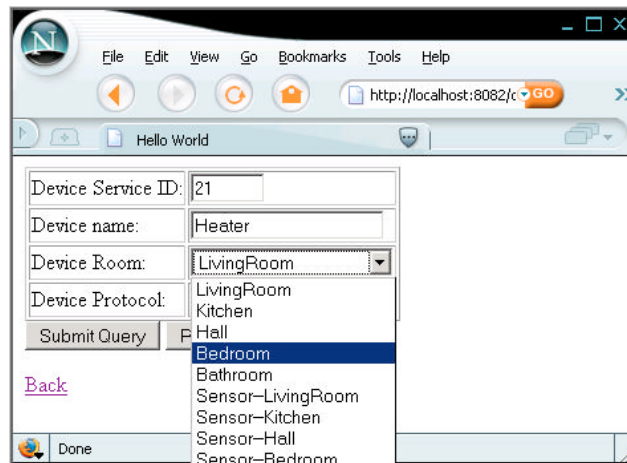 N
File Edit View Go Bookmarks Tools Help
http://localhost:8082/c GO
Hello World
Device Service ID: 21
Device name: Heater
Device Room: LivingRoom
LivingRoom
Device Protocol:
Kitchen
Hall
Submit Query P
Bedroom
Bathroom
Back
Sensor-LivingRoom
Sensor-Kitchen
Sensor-Hall
Sensor-Bedroom
Done